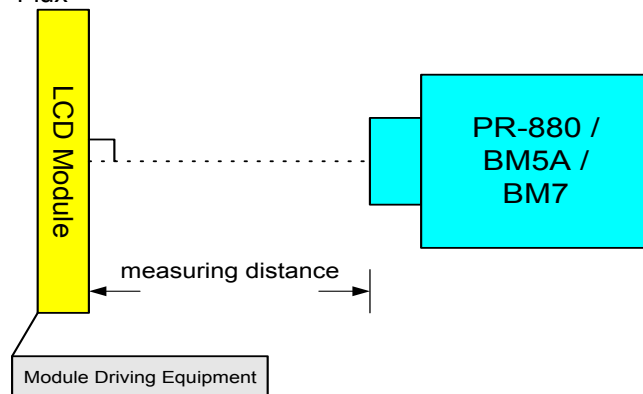 LCD Module
PR-880 /
BM5A /
BM7
measuring distance
Module Driving Equipment